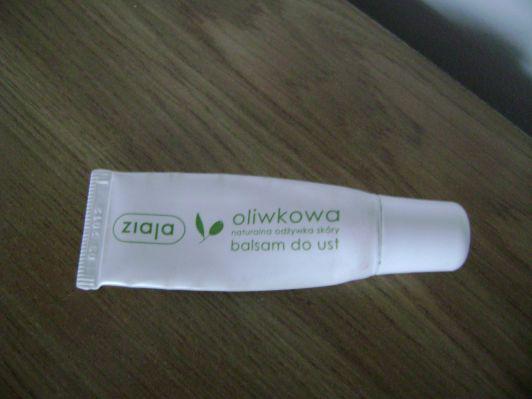 ziaja
oliwkowa
naturalna odżywka skóry
balsam do ust